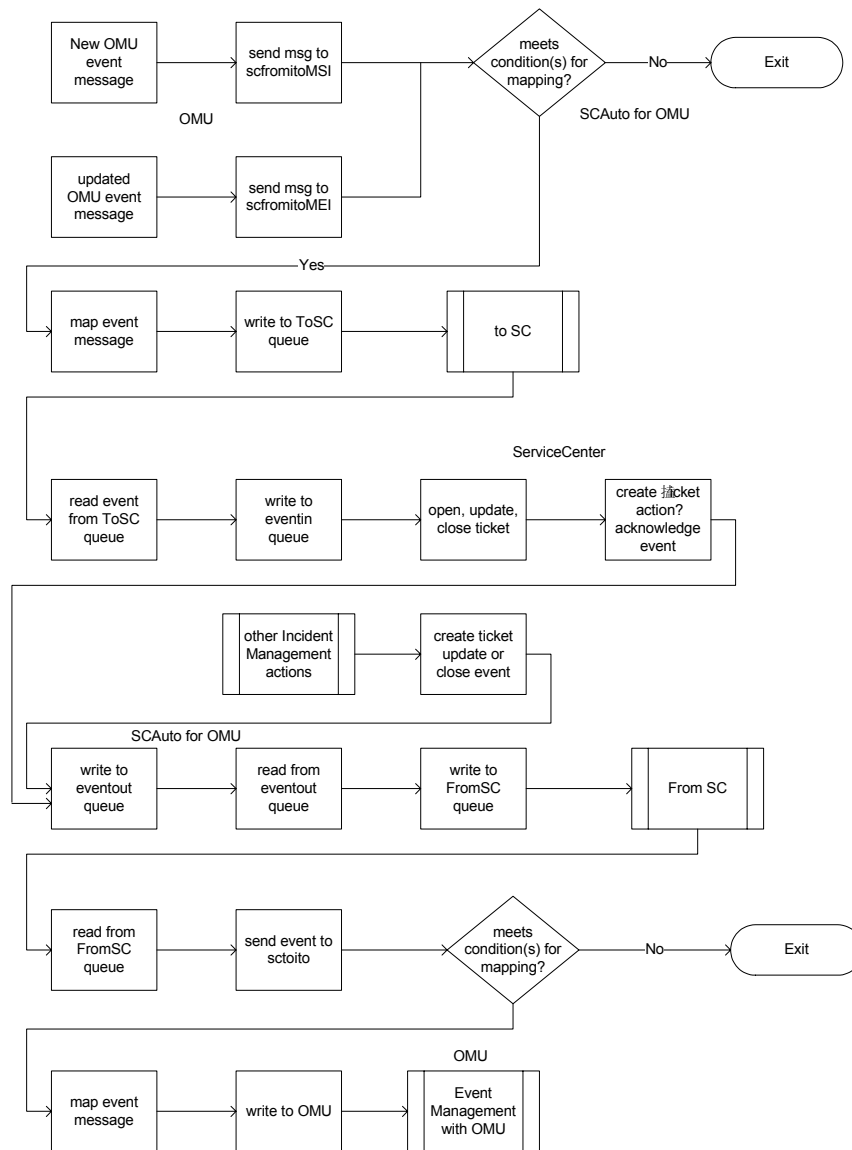 New OMU
event
message
send msg to
scfromitoMSI
meets
condition(s) for
mapping?
No
Exit
OMU
SCAuto for OMU
updated
OMU event
message
send msg to
scfromitoMEI
Yes
map event
message
write to ToSC
queue
to SC
ServiceCenter
read event
from ToSC
queue
write to
eventin
queue
open, update,
close ticket
create
action?
acknowledge
event
other Incident
Management
actions
create ticket
update or
close event
SCAuto for OMU
write to
eventout
queue
read from
eventout
queue
write to
FromSC
queue
From SC
read from
FromSC
queue
send event to
sctoito
meets
condition(s) for
mapping?
No
Exit
OMU
map event
message
write to OMU
Event
Management
with OMU